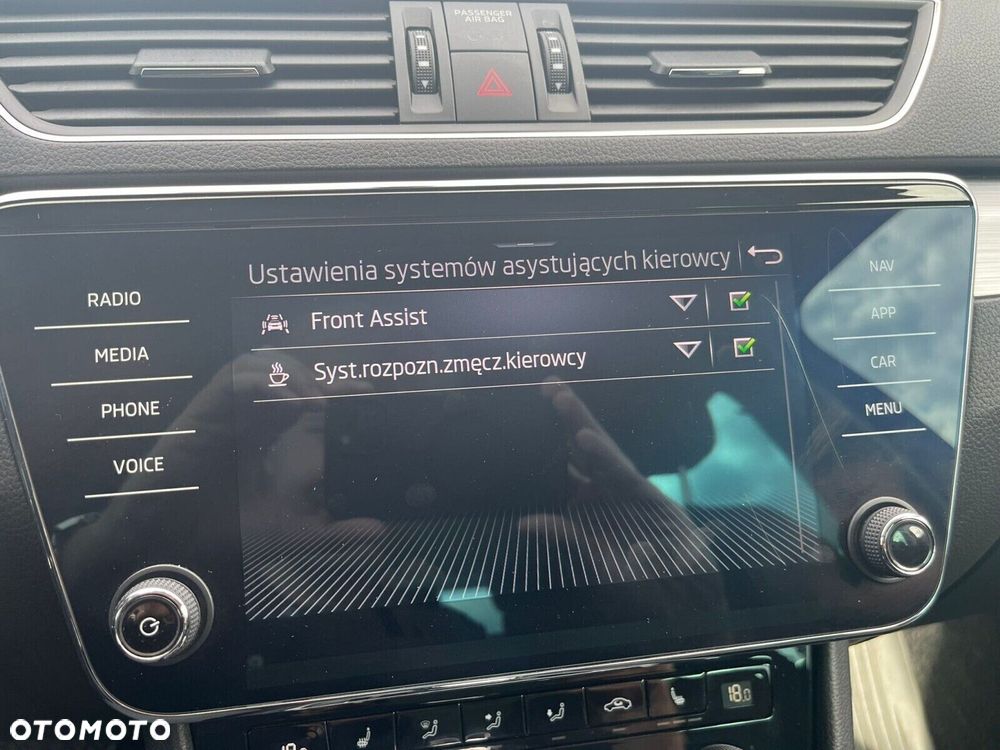 PASSENGER
AIR BAG
Ustawienia systemów asystujących kierowcy
RADIO
MEDIA
PHONE
VOICE
Front Assist
Syst.rozpozn.zmęcz.kierowcy
NAV
APP
CAR
MENU
18.0
OTOMOTO